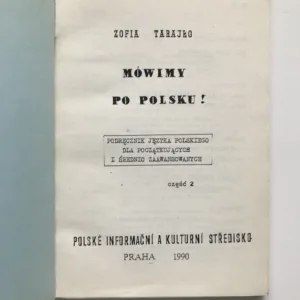 ZOFIA TARAJŁO
MÓWIMY
PO POLSKU!
PODRĘCZNIK JĘZYKA POLSKIEGO
DLA POCZĄTKUJĄCYCH
I ŚREDNIO ZAAWANSOWANYCH
część 2
POLSKÉ INFORMAČNÍ A KULTURNÍ STŘEDISKO
PRAHA 1990